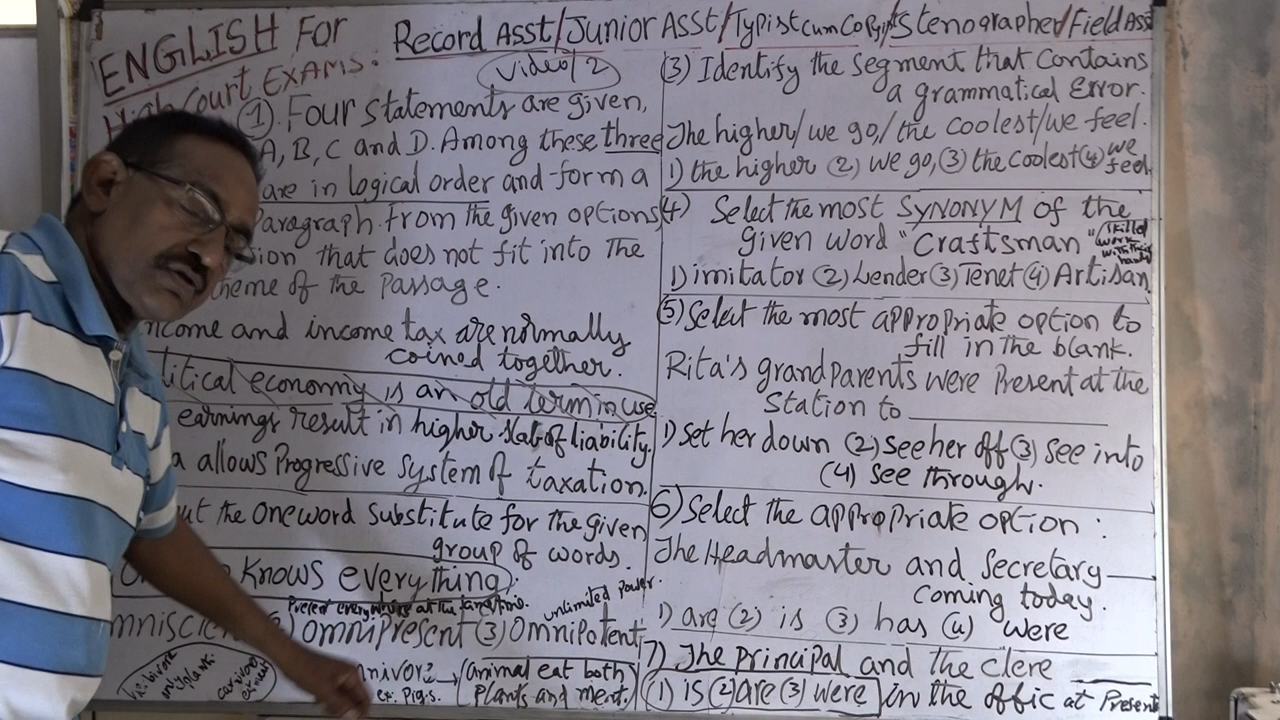 ENGLISH FOR
High Court EXAMS.
Record Asst/Junior Asst/Typist cum Copyist/Stenographer/Field Asst
video/2
(1). Four statements are given,
A, B, C and D. Among these three
are in logical order and form a
Paragraph. From the given options
sion that does not fit into the
heme of the passage.
ncome and income tax are normally
coined together.
litical economy is an old term in use
earnings result in higher slab of liability.
a allows Progressive system of taxation.
ut the one word substitute for the given
group of words.
knows everything.
Present everywhere at the same time.
unlimited power.
mniscien omnipresent (3) Omnipotent
nivor: → Animal eat both
ex. Pigs. Plants and meat.
(3) Identify the segment that contains
a grammatical error.
The higher/we go,/the coolest/we feel.
1) the higher (2) we go, (3) the coolest (4) we feel
(4) Select the most SYNONYM of the
given word "Craftsman" (skilled work with their hands)
1) imitator (2) Lender (3) Tenet (4) Artisan
(5) Select the most appropriate option to
fill in the blank.
Rita's grandparents were Present at the
station to
1) Set her down (2) see her off (3) see into
(4) See through.
6) Select the appropriate option :
The Headmaster and Secretary
coming today.
1) are (2) is (3) has (4) were
7) The principal and the clere
(1) is (2) are (3) were in the offic at Present